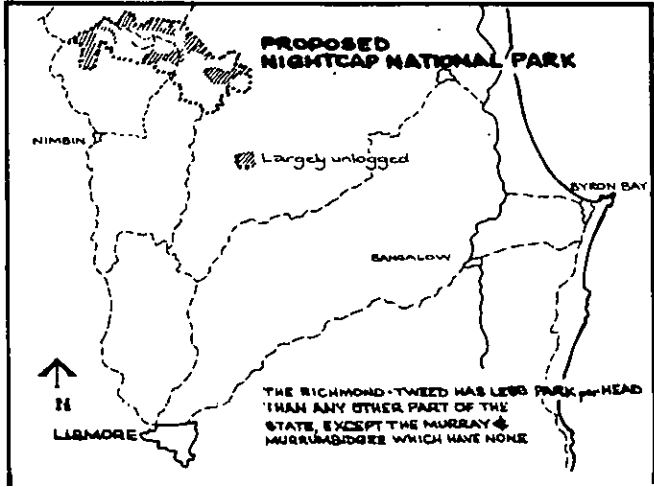 PROPOSED
NIGHTCAP NATIONAL PARK
NIMBIN
Largely unlogged
BYRON BAY
BANGALOW
N
THE RICHMOND-TWEED HAS LESS PARK per HEAD
THAN ANY OTHER PART OF THE
STATE, EXCEPT THE MURRAY &
MURRUMBIDGEE WHICH HAVE NONE
LISMORE